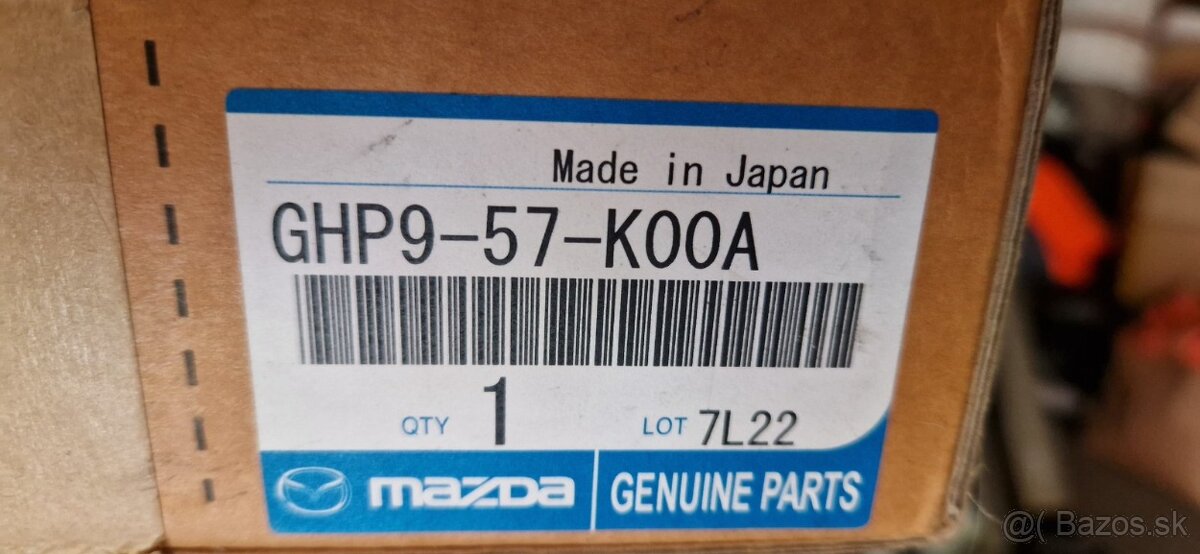 Made in Japan
GHP9-57-K00A
QTY 1 LOT 7L22
mazda GENUINE PARTS
@( Bazos.sk